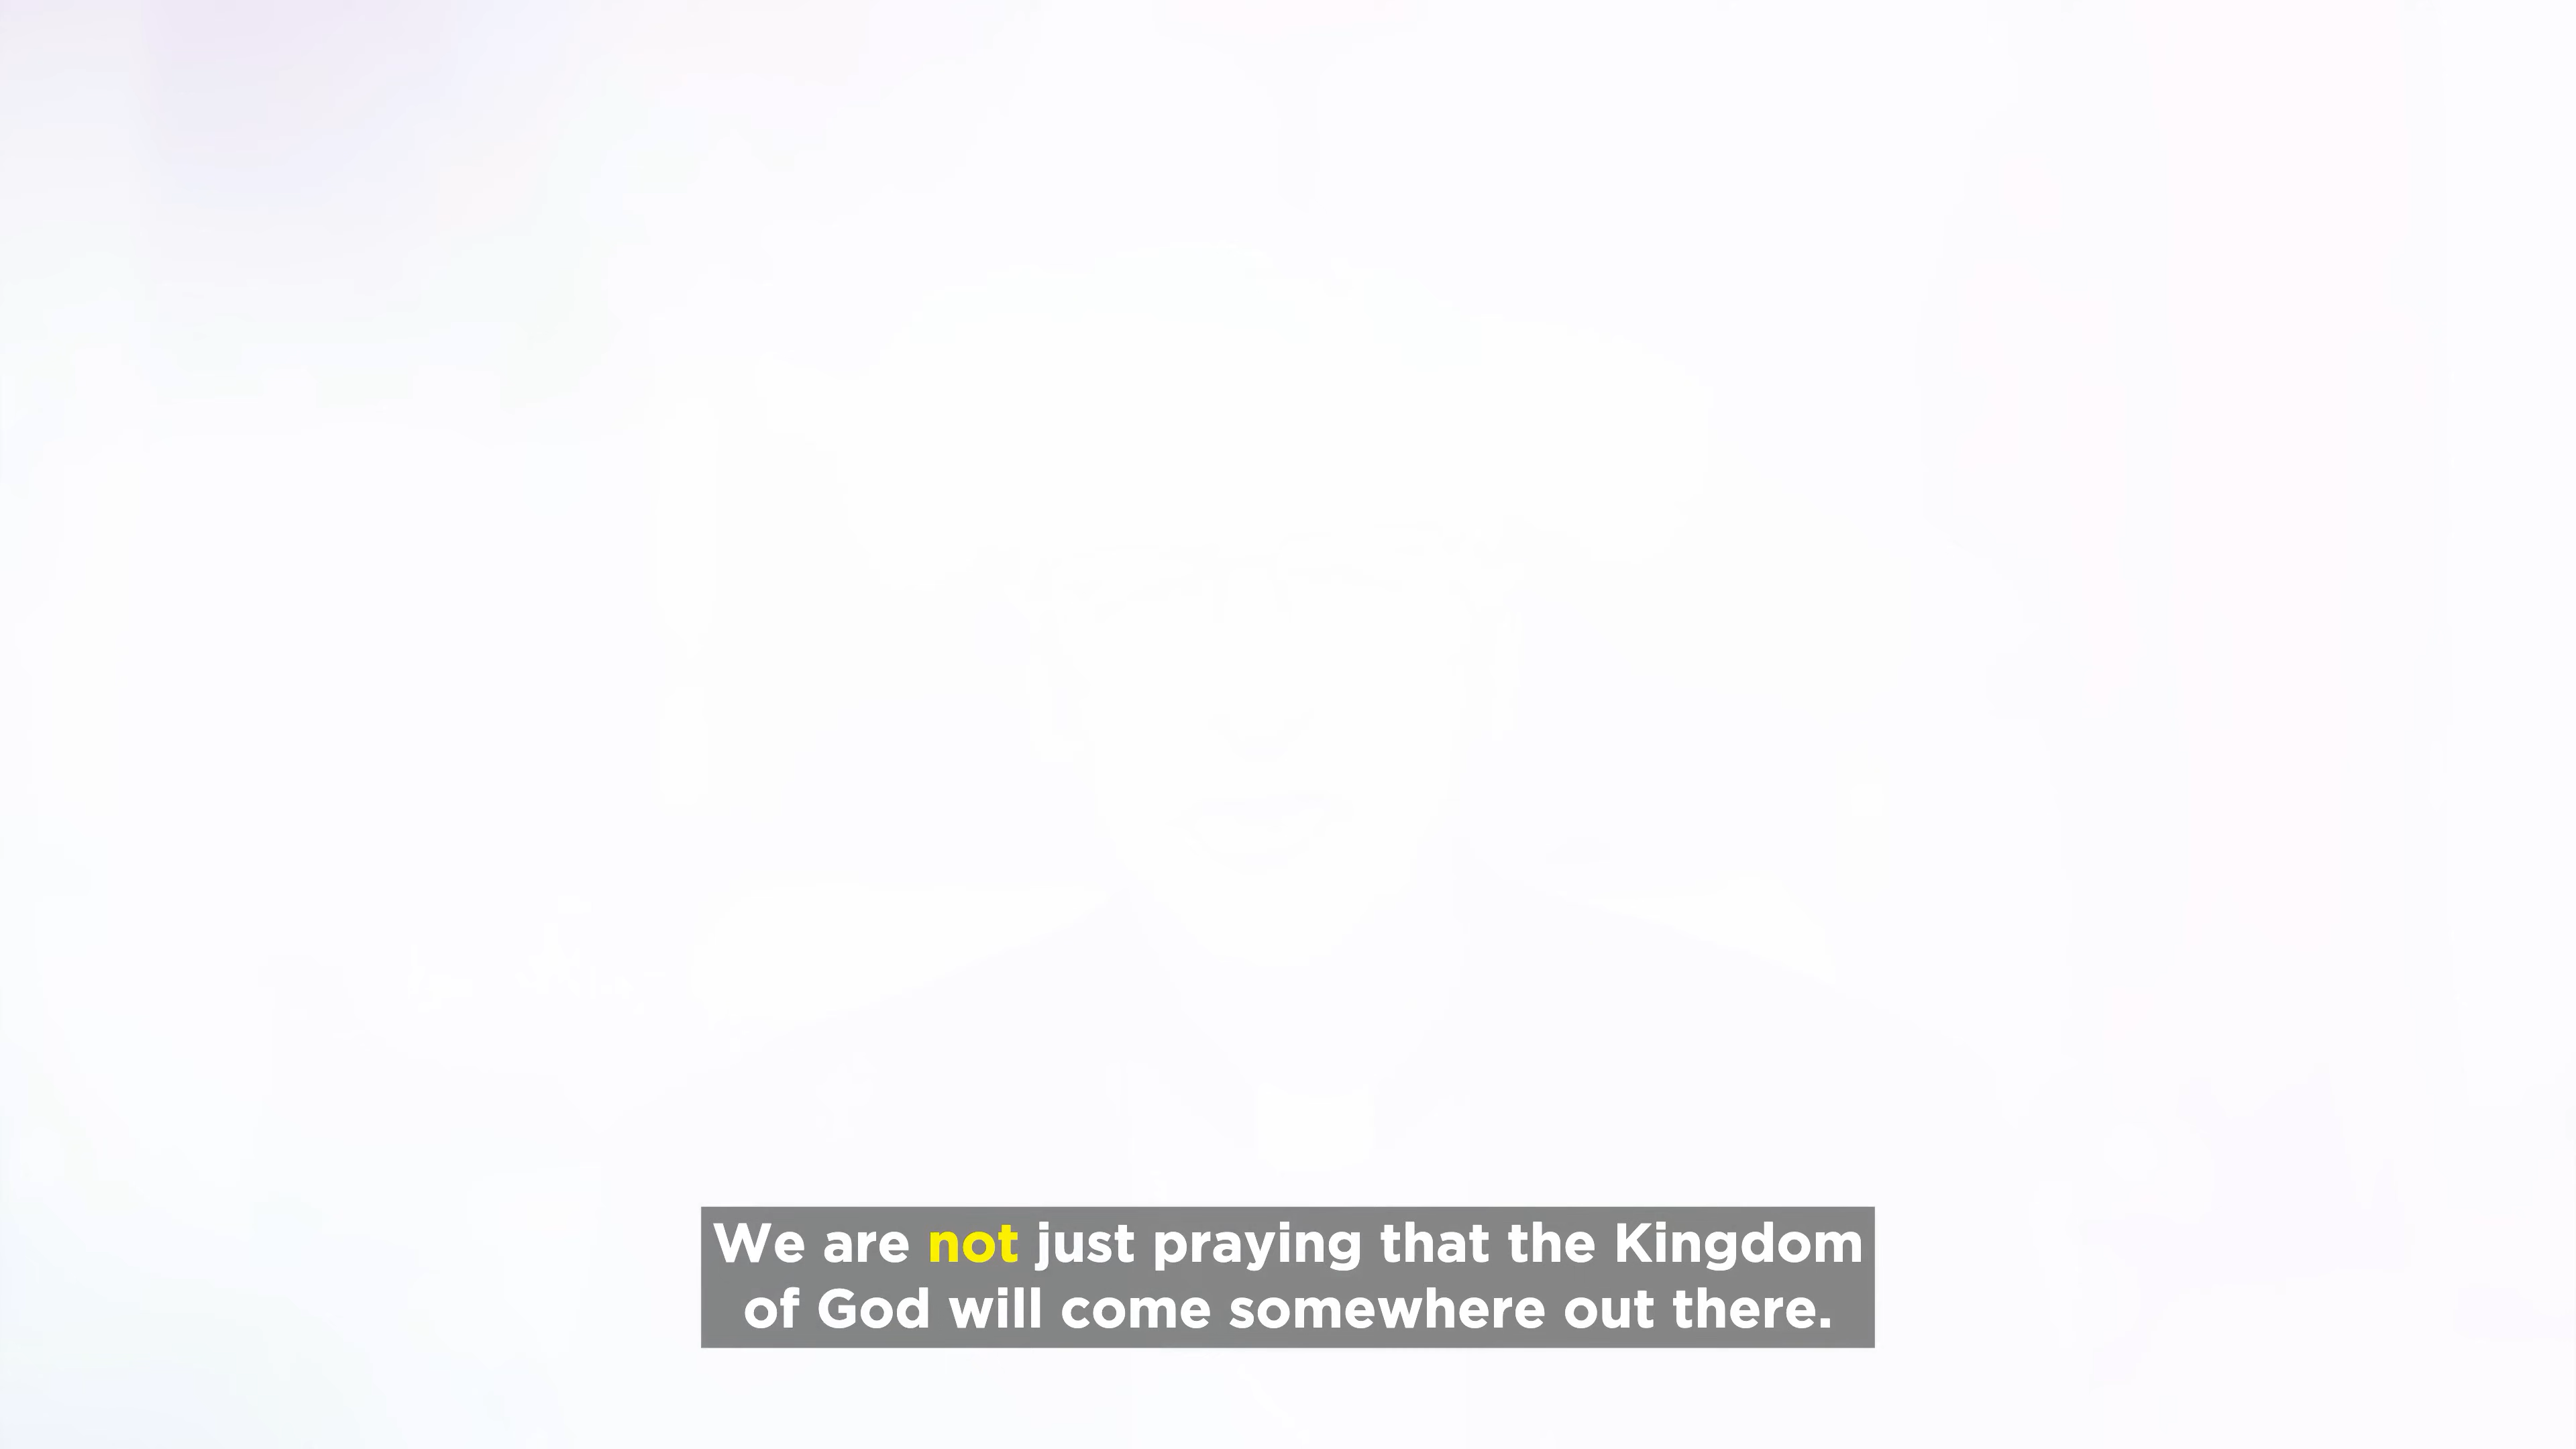 We are not just praying that the Kingdom
of God will come somewhere out there.